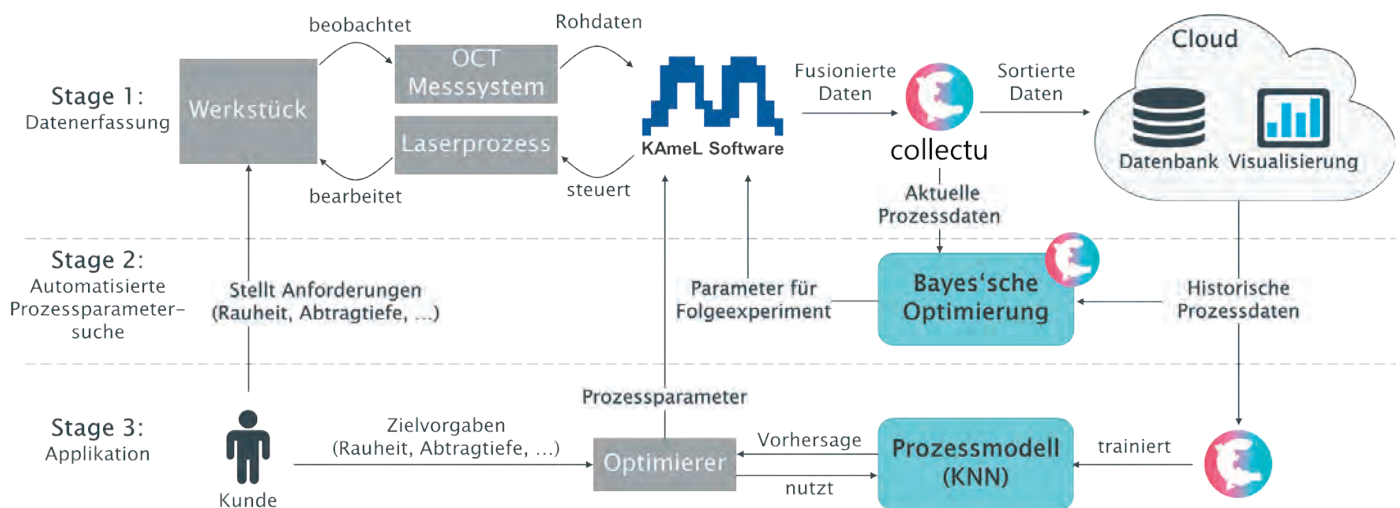 Stage 1:
Datenerfassung
Werkstück
beobachtet
OCT
Messsystem
Rohdaten
Laserprozess
bearbeitet
steuert
KAmeL Software
Fusionierte
Daten
collectu
Sortierte
Daten
Cloud
Datenbank
Visualisierung
Aktuelle
Prozessdaten
Stage 2:
Automatisierte
Prozessparameter-
suche
Stellt Anforderungen
(Rauheit, Abtragtiefe, ...)
Parameter für
Folgeexperiment
Bayes‘sche
Optimierung
Historische
Prozessdaten
Stage 3:
Applikation
Kunde
Zielvorgaben
(Rauheit, Abtragtiefe, ...)
Prozessparameter
Optimierer
Vorhersage
nutzt
Prozessmodell
(KNN)
trainiert